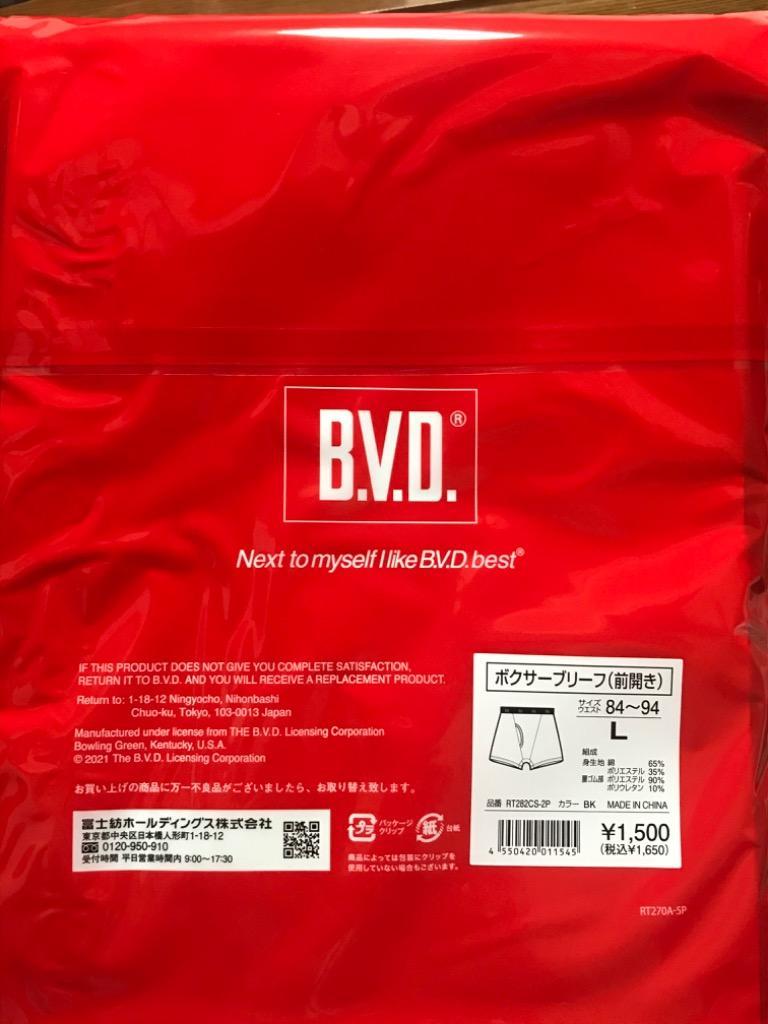 B.V.D.®
Next to myself I like B.V.D. best®
IF THIS PRODUCT DOES NOT GIVE YOU COMPLETE SATISFACTION,
RETURN IT TO B.V.D. AND YOU WILL RECEIVE A REPLACEMENT PRODUCT.
Return to: 1-18-12 Ningyocho, Nihonbashi
Chuo-ku, Tokyo, 103-0013 Japan
Manufactured under license from THE B.V.D. Licensing Corporation
Bowling Green, Kentucky, U.S.A.
© 2021 The B.V.D. Licensing Corporation
お買い上げの商品に万一不良品がございましたら、お取り替え致します。
富士紡ホールディングス株式会社
東京都中央区日本橋人形町1-18-12
0120-950-910
受付時間 平日営業時間内 9:00〜17:30
プラ パッケージ
クリップ
紙 台紙
商品によっては包装にクリップを
使用していない場合もございます。
ボクサーブリーフ(前開き)
サイズ
ウエスト 84〜94
L
組成
身生地 綿 65%
ポリエステル 35%
裏ゴム部 ポリエステル 90%
ポリウレタン 10%
品番 RT282CS-2P カラー BK MADE IN CHINA
4 550420 011545
¥1,500
(税込¥1,650)
RT270A-5P